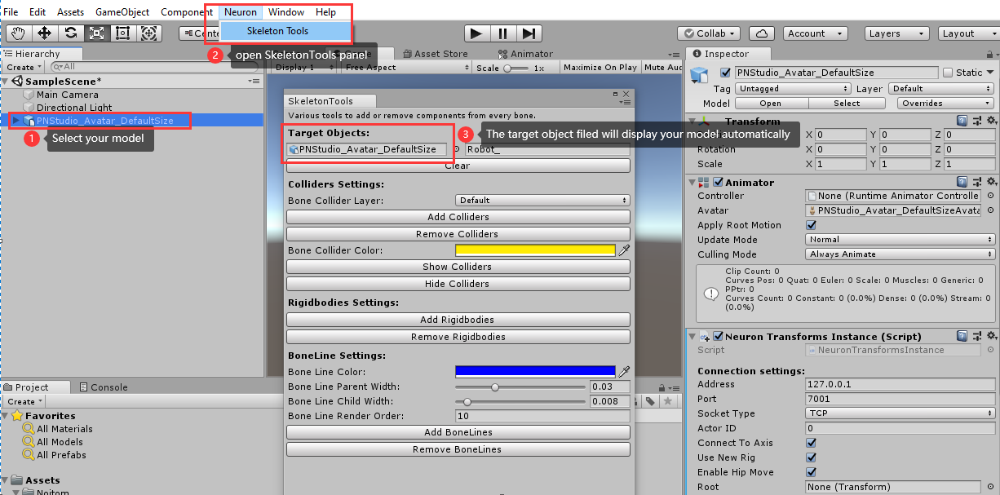 File Edit Assets GameObject Component Neuron Window Help
Skeleton Tools
Collab Account Layers Layout
2 open SkeletonTools panel
Hierarchy
Create All
SampleScene*
Main Camera
Directional Light
PNStudio_Avatar_DefaultSize
1 Select your model
Asset Store Animator
Display 1 Free Aspect Scale 1x Maximize On Play Mute Aud
SkeletonTools
Various tools to add or remove components from every bone.
Target Objects:
PNStudio_Avatar_DefaultSize Robot_
3 The target object filed will display your model automatically
Clear
Colliders Settings:
Bone Collider Layer: Default
Add Colliders
Remove Colliders
Bone Collider Color:
Show Colliders
Hide Colliders
Rigidbodies Settings:
Add Rigidbodies
Remove Rigidbodies
BoneLine Settings:
Bone Line Color:
Bone Line Parent Width: 0.03
Bone Line Child Width: 0.008
Bone Line Render Order: 10
Add BoneLines
Remove BoneLines
Project Console
Create
Favorites
All Materials
All Models
All Prefabs
Assets
Noitom
Inspector
PNStudio_Avatar_DefaultSize Static
Tag Untagged Layer Default
Model Open Select Overrides
Transform
X 0 Y 0 Z 0
Rotation X 0 Y 0 Z 0
Scale X 1 Y 1 Z 1
Animator
Controller None (Runtime Animator Controlle
Avatar PNStudio_Avatar_DefaultSizeAvata
Apply Root Motion
Update Mode Normal
Culling Mode Always Animate
Clip Count: 0
Curves Pos: 0 Quat: 0 Euler: 0 Scale: 0 Muscles: 0 Generic: 0
PPtr: 0
Curves Count: 0 Constant: 0 (0.0%) Dense: 0 (0.0%) Stream: 0
(0.0%)
Neuron Transforms Instance (Script)
Script NeuronTransformsInstance
Connection settings:
Address 127.0.0.1
Port 7001
Socket Type TCP
Actor ID 0
Connect To Axis
Use New Rig
Enable Hip Move
Root None (Transform)